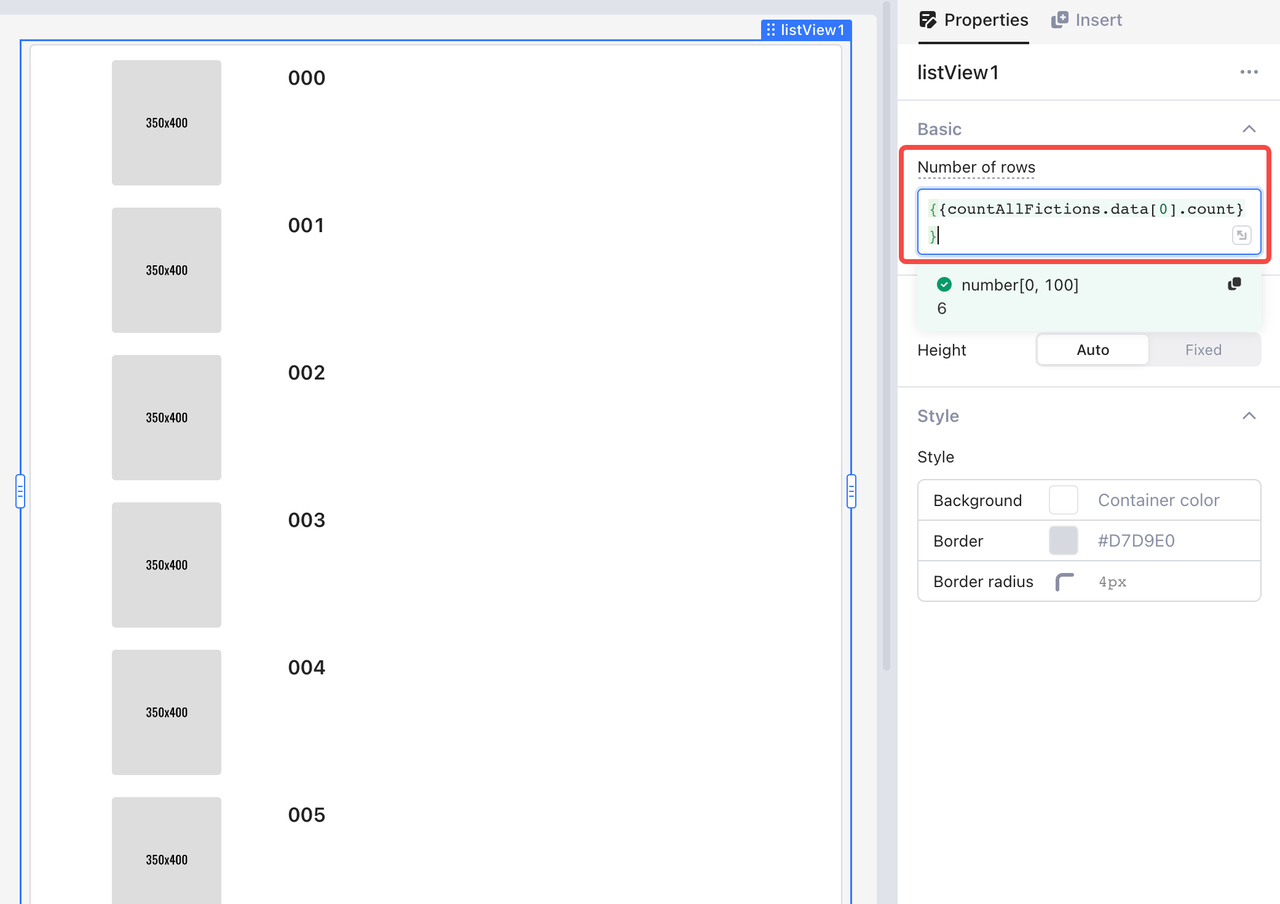 listView1
350x400
000
350x400
001
350x400
002
350x400
003
350x400
004
350x400
005
Properties
Insert
listView1
Basic
Number of rows
{{countAllFictions.data[0].count}
}
number[0, 100]
6
Height
Auto
Fixed
Style
Style
Background
Container color
Border
#D7D9E0
Border radius
4px